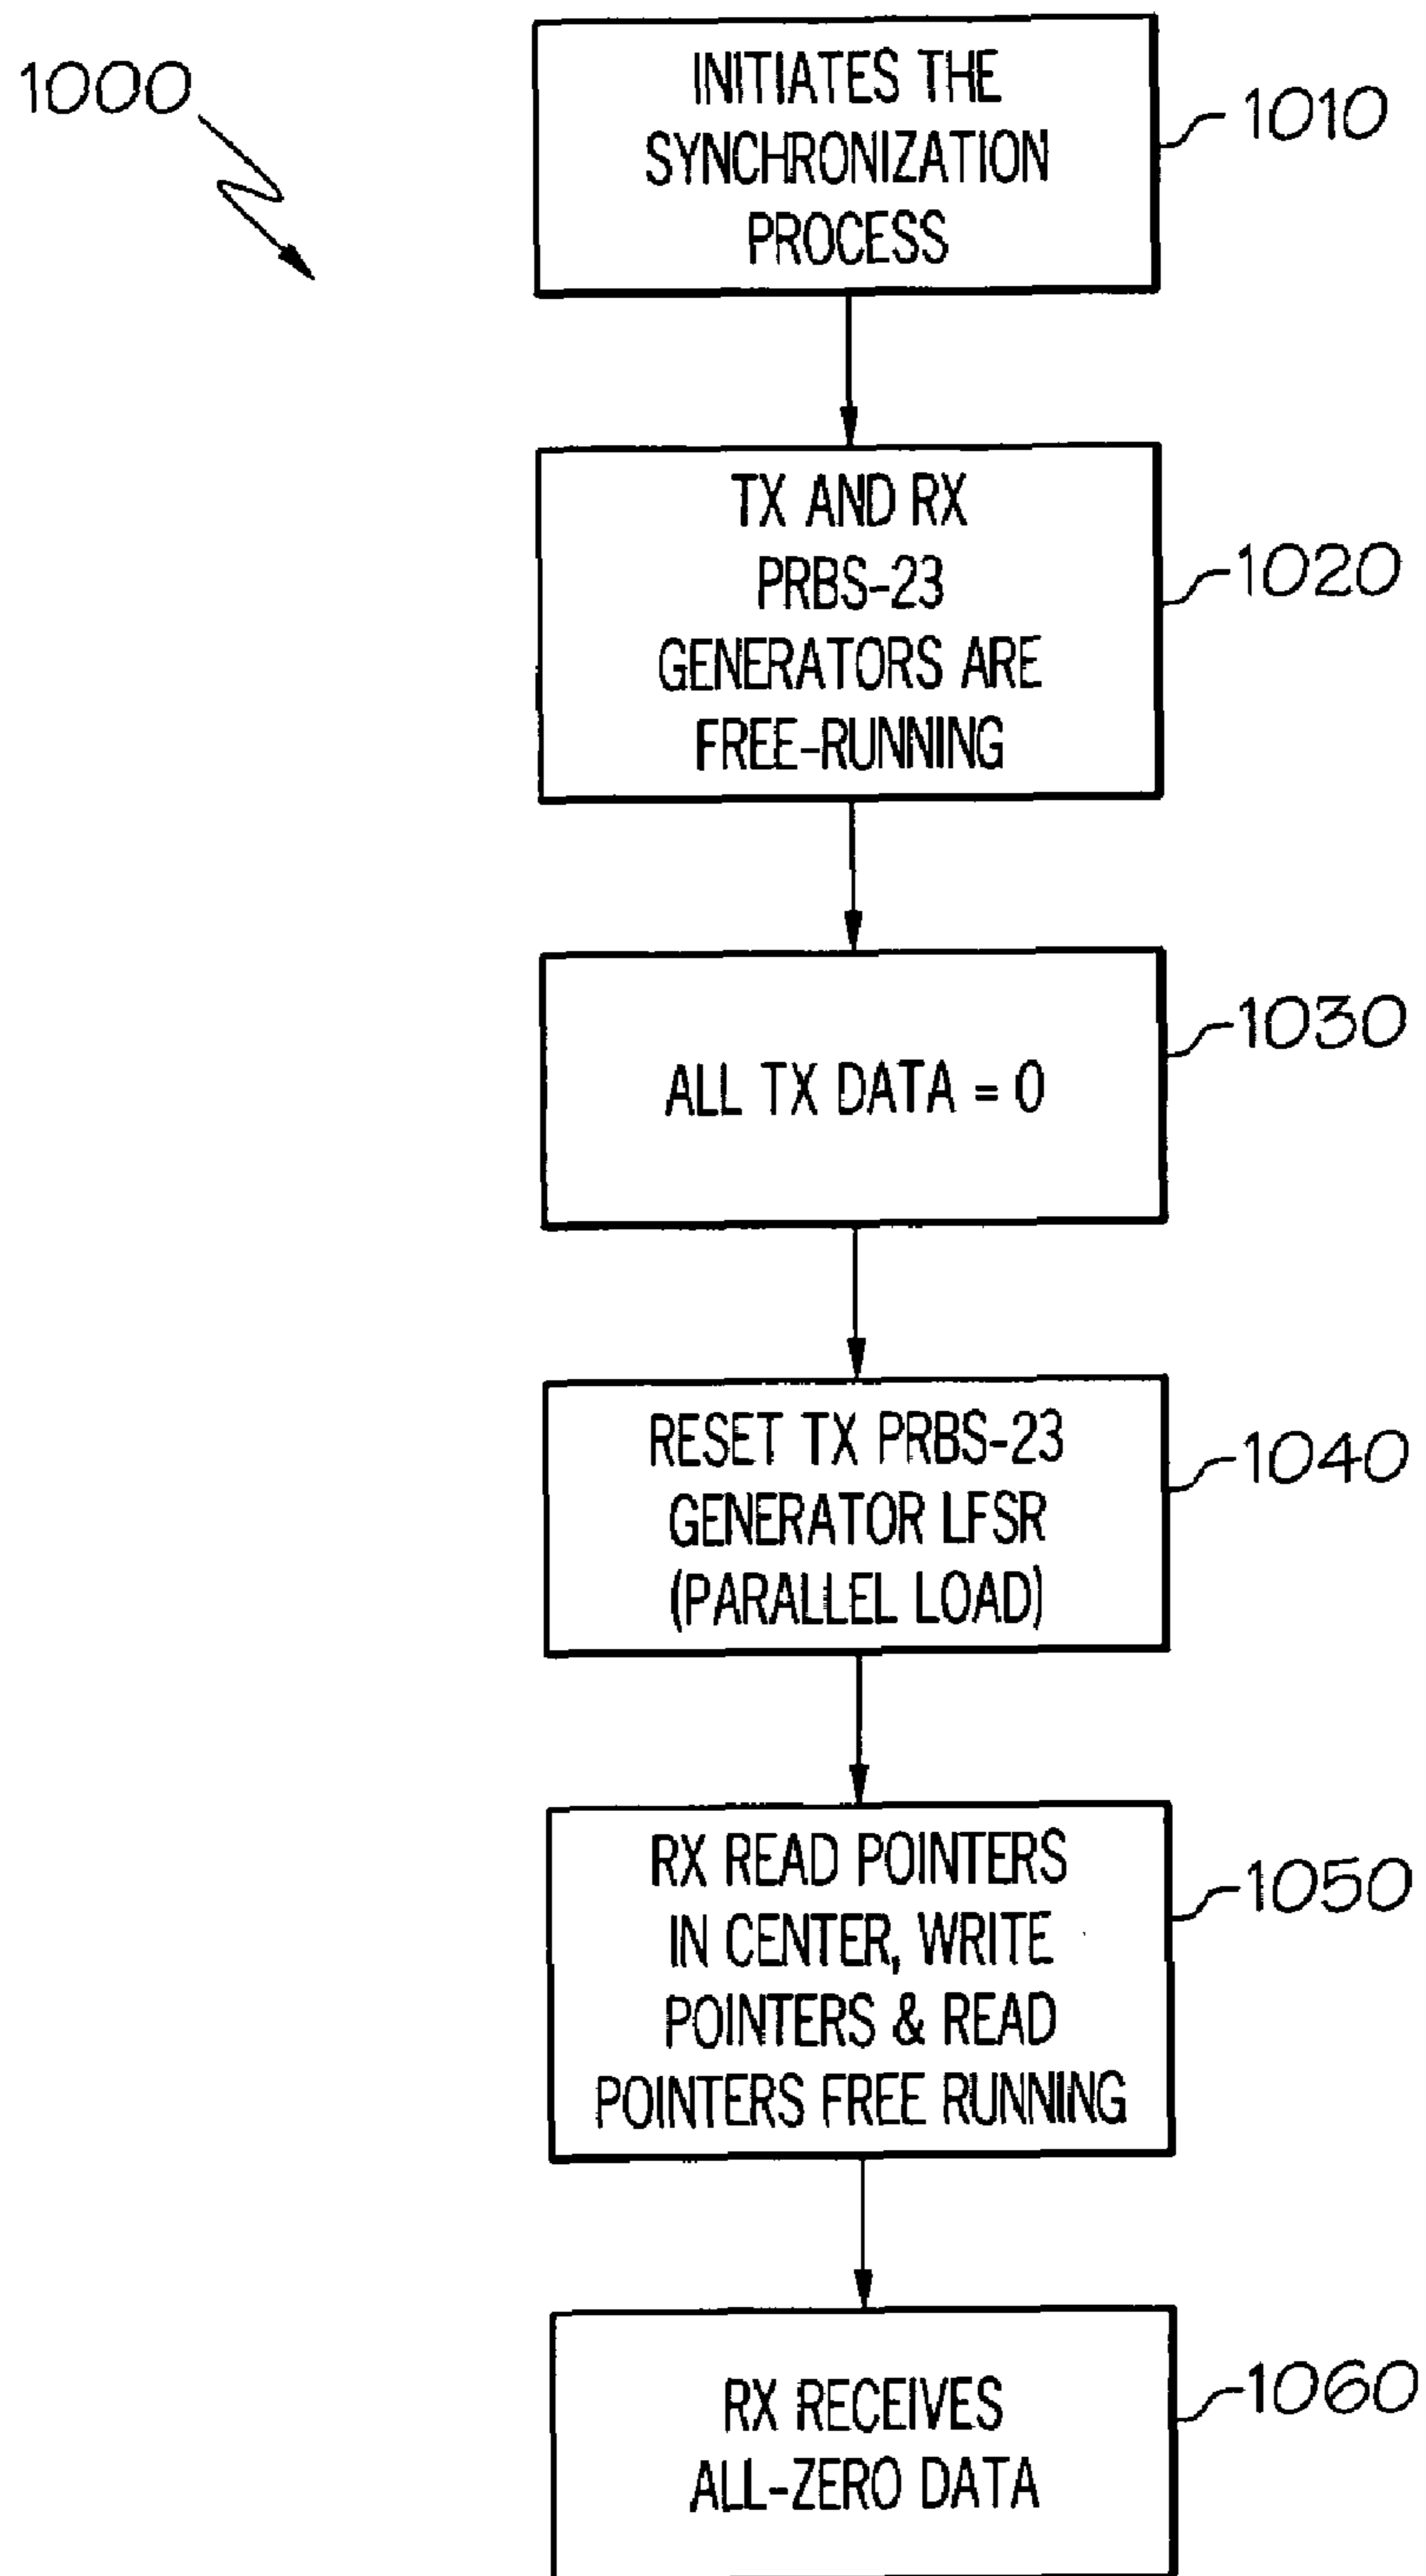 1000
INITIATES THE
SYNCHRONIZATION
PROCESS
1010
TX AND RX
PRBS-23
GENERATORS ARE
FREE-RUNNING
1020
ALL TX DATA = 0
1030
RESET TX PRBS-23
GENERATOR LFSR
(PARALLEL LOAD)
1040
RX READ POINTERS
IN CENTER, WRITE
POINTERS & READ
POINTERS FREE RUNNING
1050
RX RECEIVES
ALL-ZERO DATA
1060